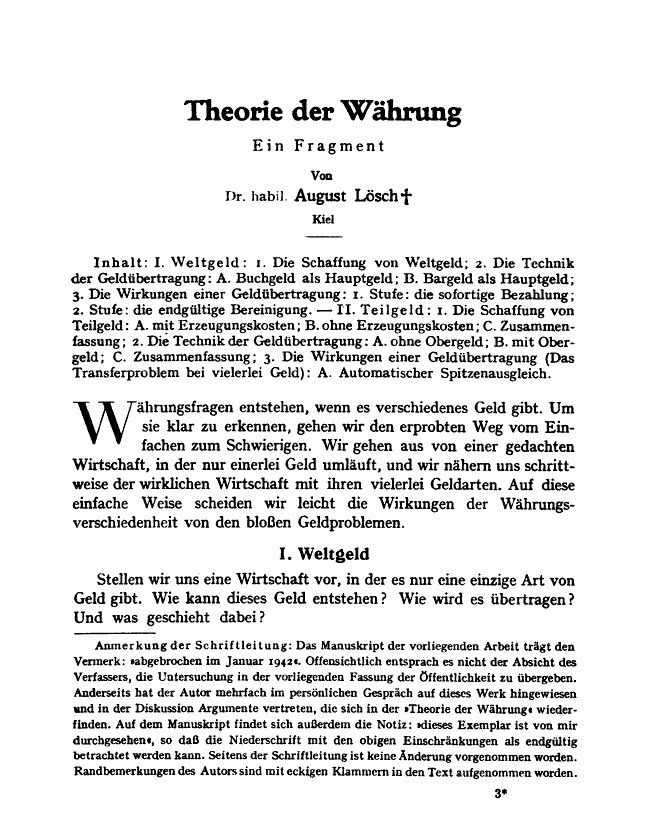 Theorie der Währung
Ein Fragment
Von
Dr. habil. August Lösch †
Kiel
Inhalt: I. Weltgeld: 1. Die Schaffung von Weltgeld; 2. Die Technik
der Geldübertragung: A. Buchgeld als Hauptgeld; B. Bargeld als Hauptgeld;
3. Die Wirkungen einer Geldübertragung: 1. Stufe: die sofortige Bezahlung;
2. Stufe: die endgültige Bereinigung. — II. Teilgeld: 1. Die Schaffung von
Teilgeld: A. mit Erzeugungskosten; B. ohne Erzeugungskosten; C. Zusammen-
fassung; 2. Die Technik der Geldübertragung: A. ohne Obergeld; B. mit Ober-
geld; C. Zusammenfassung; 3. Die Wirkungen einer Geldübertragung (Das
Transferproblem bei vielerlei Geld): A. Automatischer Spitzenausgleich.
Währungsfragen entstehen, wenn es verschiedenes Geld gibt. Um
sie klar zu erkennen, gehen wir den erprobten Weg vom Ein-
fachen zum Schwierigen. Wir gehen aus von einer gedachten
Wirtschaft, in der nur einerlei Geld umläuft, und wir nähern uns schritt-
weise der wirklichen Wirtschaft mit ihren vielerlei Geldarten. Auf diese
einfache Weise scheiden wir leicht die Wirkungen der Währungs-
verschiedenheit von den bloßen Geldproblemen.
I. Weltgeld
Stellen wir uns eine Wirtschaft vor, in der es nur eine einzige Art von
Geld gibt. Wie kann dieses Geld entstehen? Wie wird es übertragen?
Und was geschieht dabei?
Anmerkung der Schriftleitung: Das Manuskript der vorliegenden Arbeit trägt den
Vermerk: »abgebrochen im Januar 1942«. Offensichtlich entsprach es nicht der Absicht des
Verfassers, die Untersuchung in der vorliegenden Fassung der Öffentlichkeit zu übergeben.
Anderseits hat der Autor mehrfach im persönlichen Gespräch auf dieses Werk hingewiesen
und in der Diskussion Argumente vertreten, die sich in der »Theorie der Währung« wieder-
finden. Auf dem Manuskript findet sich außerdem die Notiz: »dieses Exemplar ist von mir
durchgesehen«, so daß die Niederschrift mit den obigen Einschränkungen als endgültig
betrachtet werden kann. Seitens der Schriftleitung ist keine Änderung vorgenommen worden.
Randbemerkungen des Autors sind mit eckigen Klammern in den Text aufgenommen worden.
3*